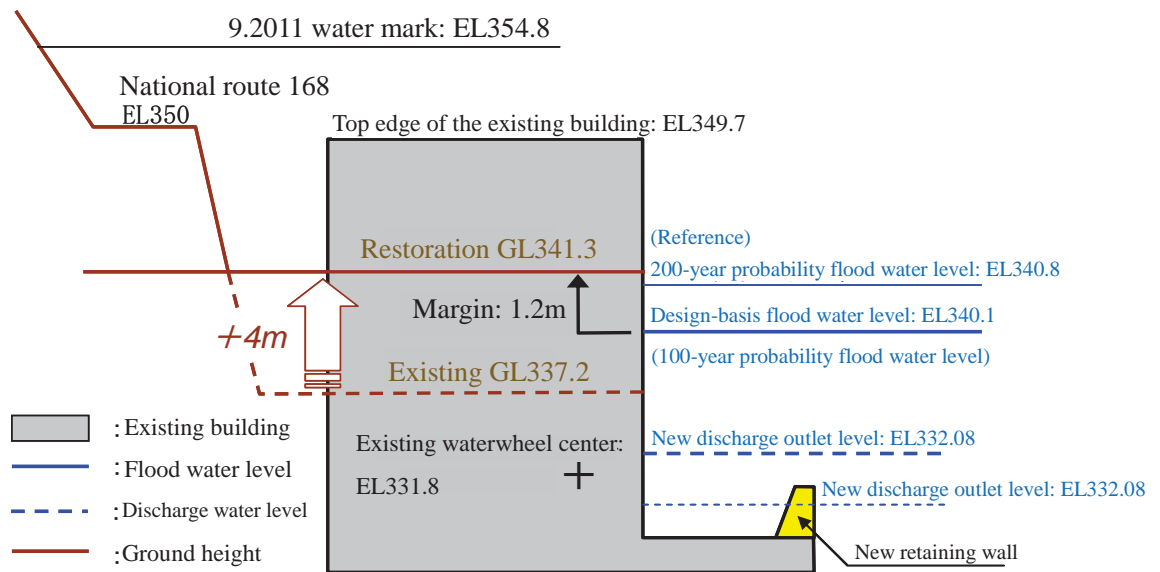 9.2011 water mark: EL354.8
National route 168
EL350
Top edge of the existing building: EL349.7
Restoration GL341.3
(Reference)
200-year probability flood water level: EL340.8
Margin: 1.2m
Design-basis flood water level: EL340.1
(100-year probability flood water level)
+4m
Existing GL337.2
:Existing building
:Flood water level
:Discharge water level
:Ground height
Existing waterwheel center:
EL331.8
New discharge outlet level: EL332.08
New discharge outlet level: EL332.08
New retaining wall